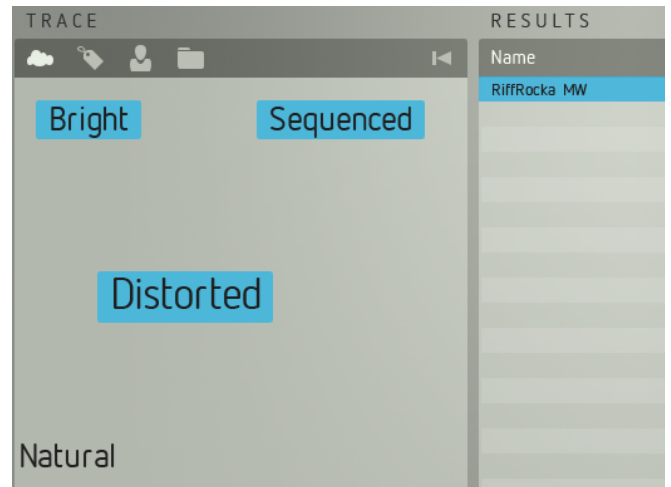 TRACE
RESULTS
Name
RiffRocka MW
Bright
Sequenced
Distorted
Natural